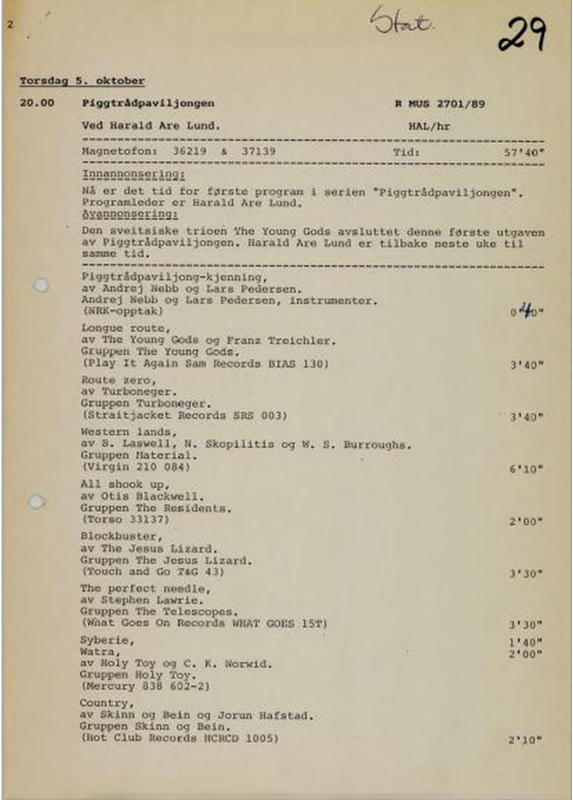 2
Stat.
29
Torsdag 5. oktober
20.00 Piggtrådpaviljongen R MUS 2701/89
Ved Harald Are Lund. HAL/hr
Magnetofon: 36219 & 37139 Tid: 57'40"
Innannonsering:
Nå er det tid for første program i serien "Piggtrådpaviljongen".
Programleder er Harald Are Lund.
Avannonsering:
Den sveitsiske trioen The Young Gods avsluttet denne første utgaven
av Piggtrådpaviljongen. Harald Are Lund er tilbake neste uke til
samme tid.
Piggtrådpaviljong-kjenning,
av Andrej Nebb og Lars Pedersen.
Andrej Nebb og Lars Pedersen, instrumenter.
(NRK-opptak) 0'40"
Longue route,
av The Young Gods og Franz Treichler.
Gruppen The Young Gods.
(Play It Again Sam Records BIAS 130) 3'40"
Route zero,
av Turboneger.
Gruppen Turboneger.
(Straitjacket Records SRS 003) 3'40"
Western lands,
av B. Laswell, N. Skopilitis og W. S. Burroughs.
Gruppen Material.
(Virgin 210 084) 6'10"
All shook up,
av Otis Blackwell.
Gruppen The Residents.
(Torso 33137) 2'00"
Blockbuster,
av The Jesus Lizard.
Gruppen The Jesus Lizard.
(Touch and Go T&G 43) 3'30"
The perfect needle,
av Stephen Lawrie.
Gruppen The Telescopes.
(What Goes On Records WHAT GOES 15T) 3'30"
Syberie, 1'40"
Watra, 2'00"
av Holy Toy og C. K. Norwid.
Gruppen Holy Toy.
(Mercury 838 602-2)
Country,
av Skinn og Bein og Jorun Hafstad.
Gruppen Skinn og Bein.
(Hot Club Records HCRCD 1005) 2'10"